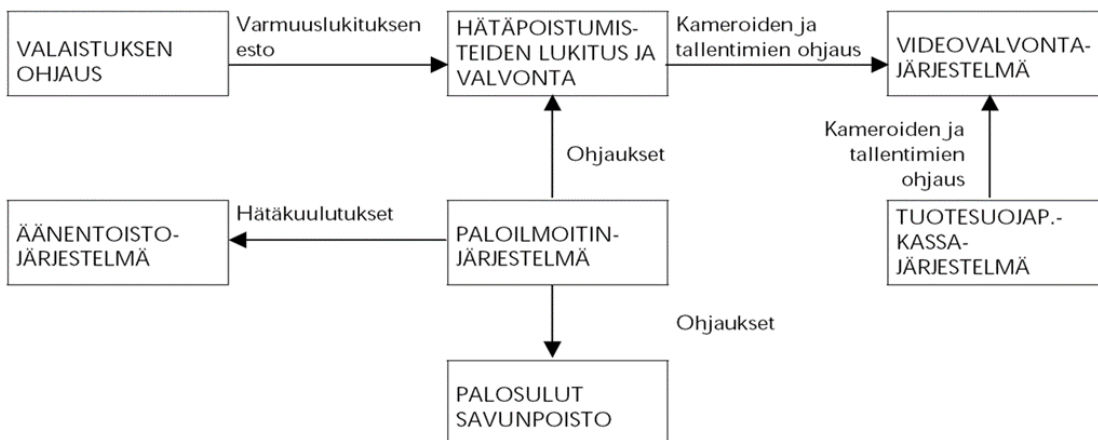 VALAISTUKSEN
OHJAUS
Varmuuslukituksen
esto
HÄTÄPOISTUMIS-
TEIDEN LUKITUS JA
VALVONTA
Kameroiden ja
tallentimien ohjaus
VIDEOVALVONTA-
JÄRJESTELMÄ
Ohjaukset
Kameroiden ja
tallentimien
ohjaus
ÄÄNENTOISTO-
JÄRJESTELMÄ
Hätäkuulutukset
PALOILMOITIN-
JÄRJESTELMÄ
TUOTESUOJAP.-
KASSA-
JÄRJESTELMÄ
Ohjaukset
PALOSULUT
SAVUNPOISTO